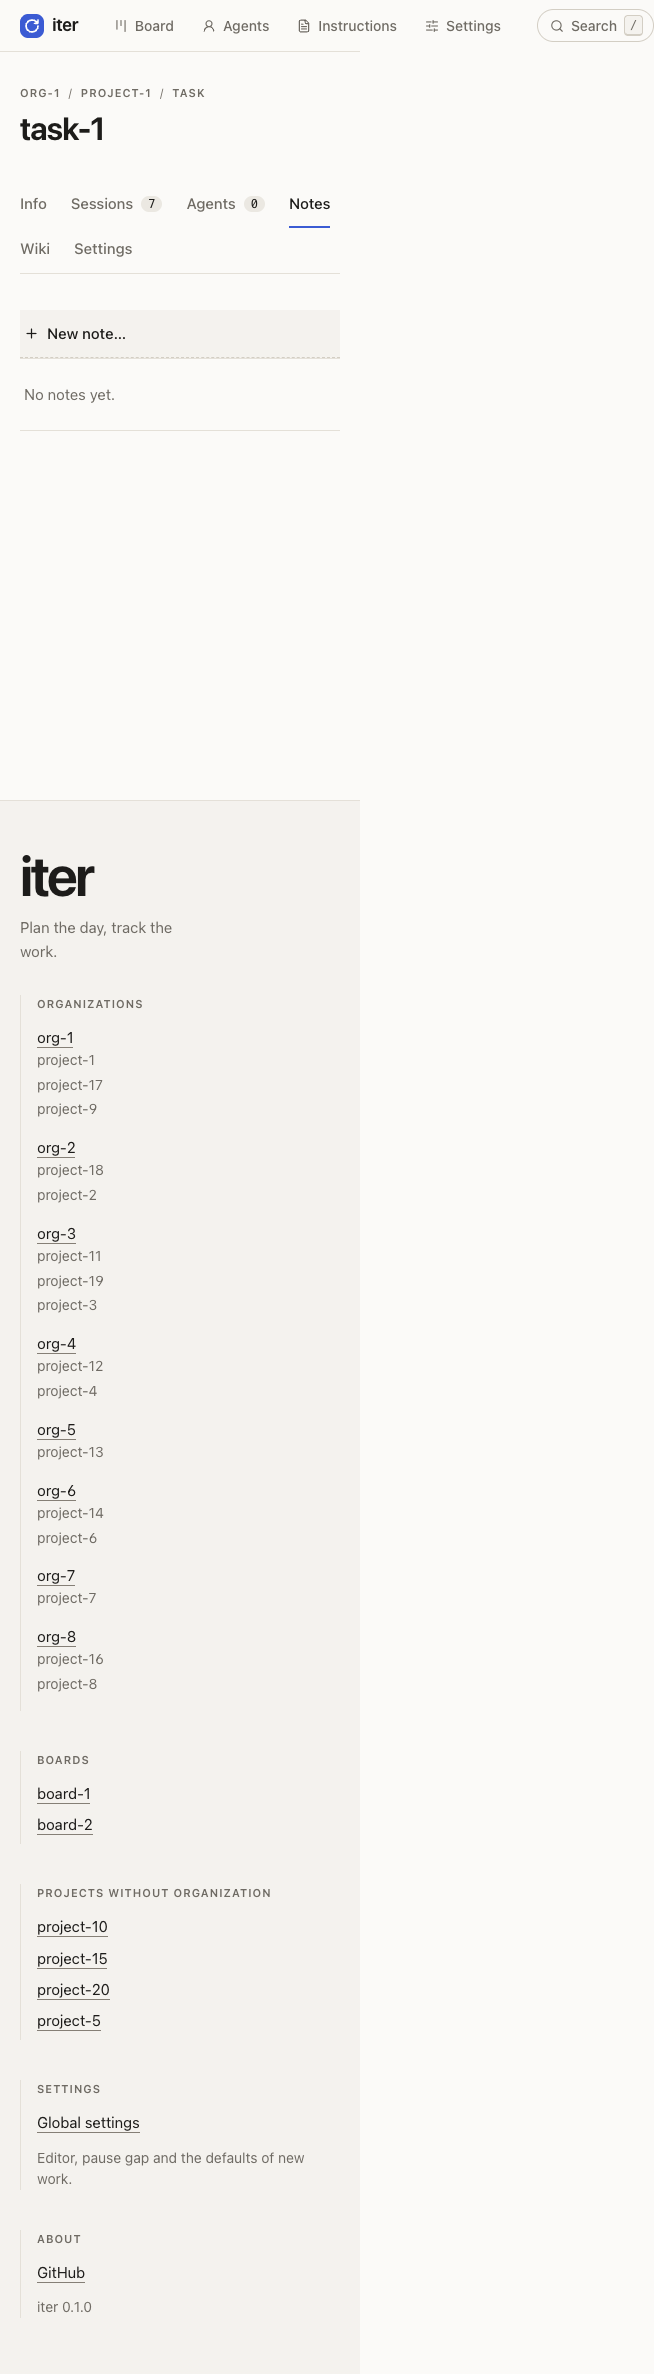 iter
Board
Agents
Instructions
Settings
Search /
ORG-1 / PROJECT-1 / TASK
task-1
Info
Sessions 7
Agents 0
Notes
Wiki
Settings
+ New note...
No notes yet.
iter
Plan the day, track the
work.
ORGANIZATIONS
org-1
project-1
project-17
project-9
org-2
project-18
project-2
org-3
project-11
project-19
project-3
org-4
project-12
project-4
org-5
project-13
org-6
project-14
project-6
org-7
project-7
org-8
project-16
project-8
BOARDS
board-1
board-2
PROJECTS WITHOUT ORGANIZATION
project-10
project-15
project-20
project-5
SETTINGS
Global settings
Editor, pause gap and the defaults of new
work.
ABOUT
GitHub
iter 0.1.0